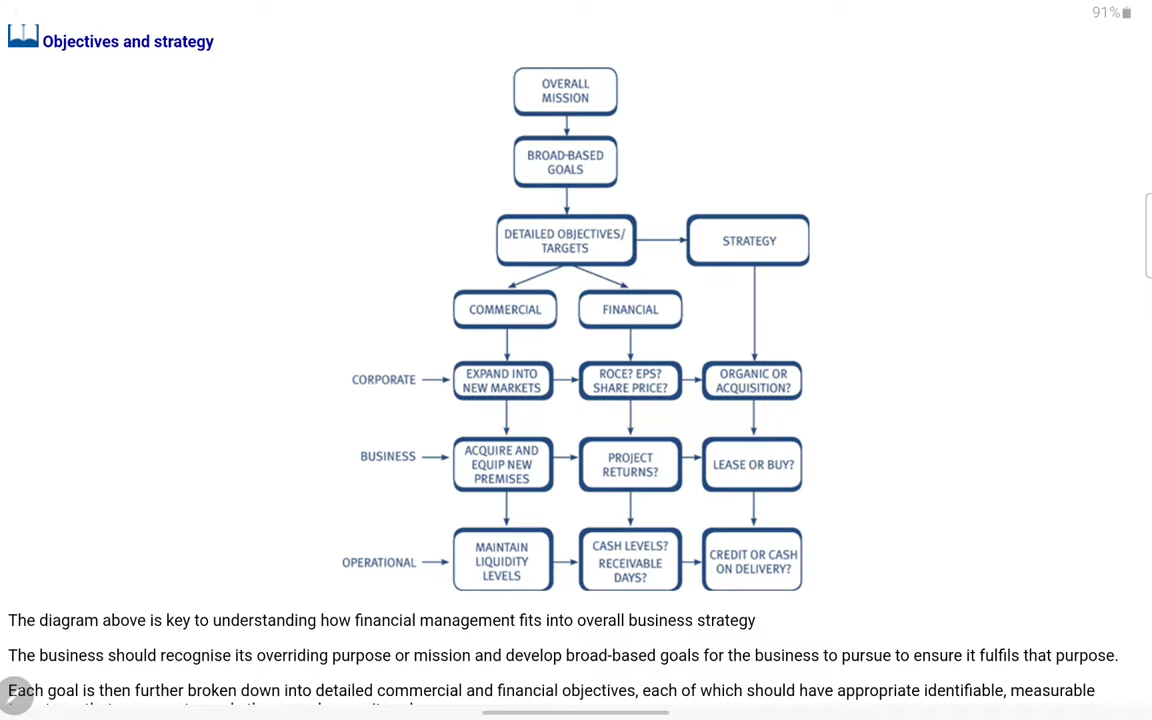 91%
Objectives and strategy
OVERALL
MISSION
BROAD-BASED
GOALS
DETAILED OBJECTIVES/
TARGETS
STRATEGY
COMMERCIAL
FINANCIAL
CORPORATE
EXPAND INTO
NEW MARKETS
ROCE? EPS?
SHARE PRICE?
ORGANIC OR
ACQUISITION?
BUSINESS
ACQUIRE AND
EQUIP NEW
PREMISES
PROJECT
RETURNS?
LEASE OR BUY?
OPERATIONAL
MAINTAIN
LIQUIDITY
LEVELS
CASH LEVELS?
RECEIVABLE
DAYS?
CREDIT OR CASH
ON DELIVERY?
The diagram above is key to understanding how financial management fits into overall business strategy
The business should recognise its overriding purpose or mission and develop broad-based goals for the business to pursue to ensure it fulfils that purpose.
Each goal is then further broken down into detailed commercial and financial objectives, each of which should have appropriate identifiable, measurable